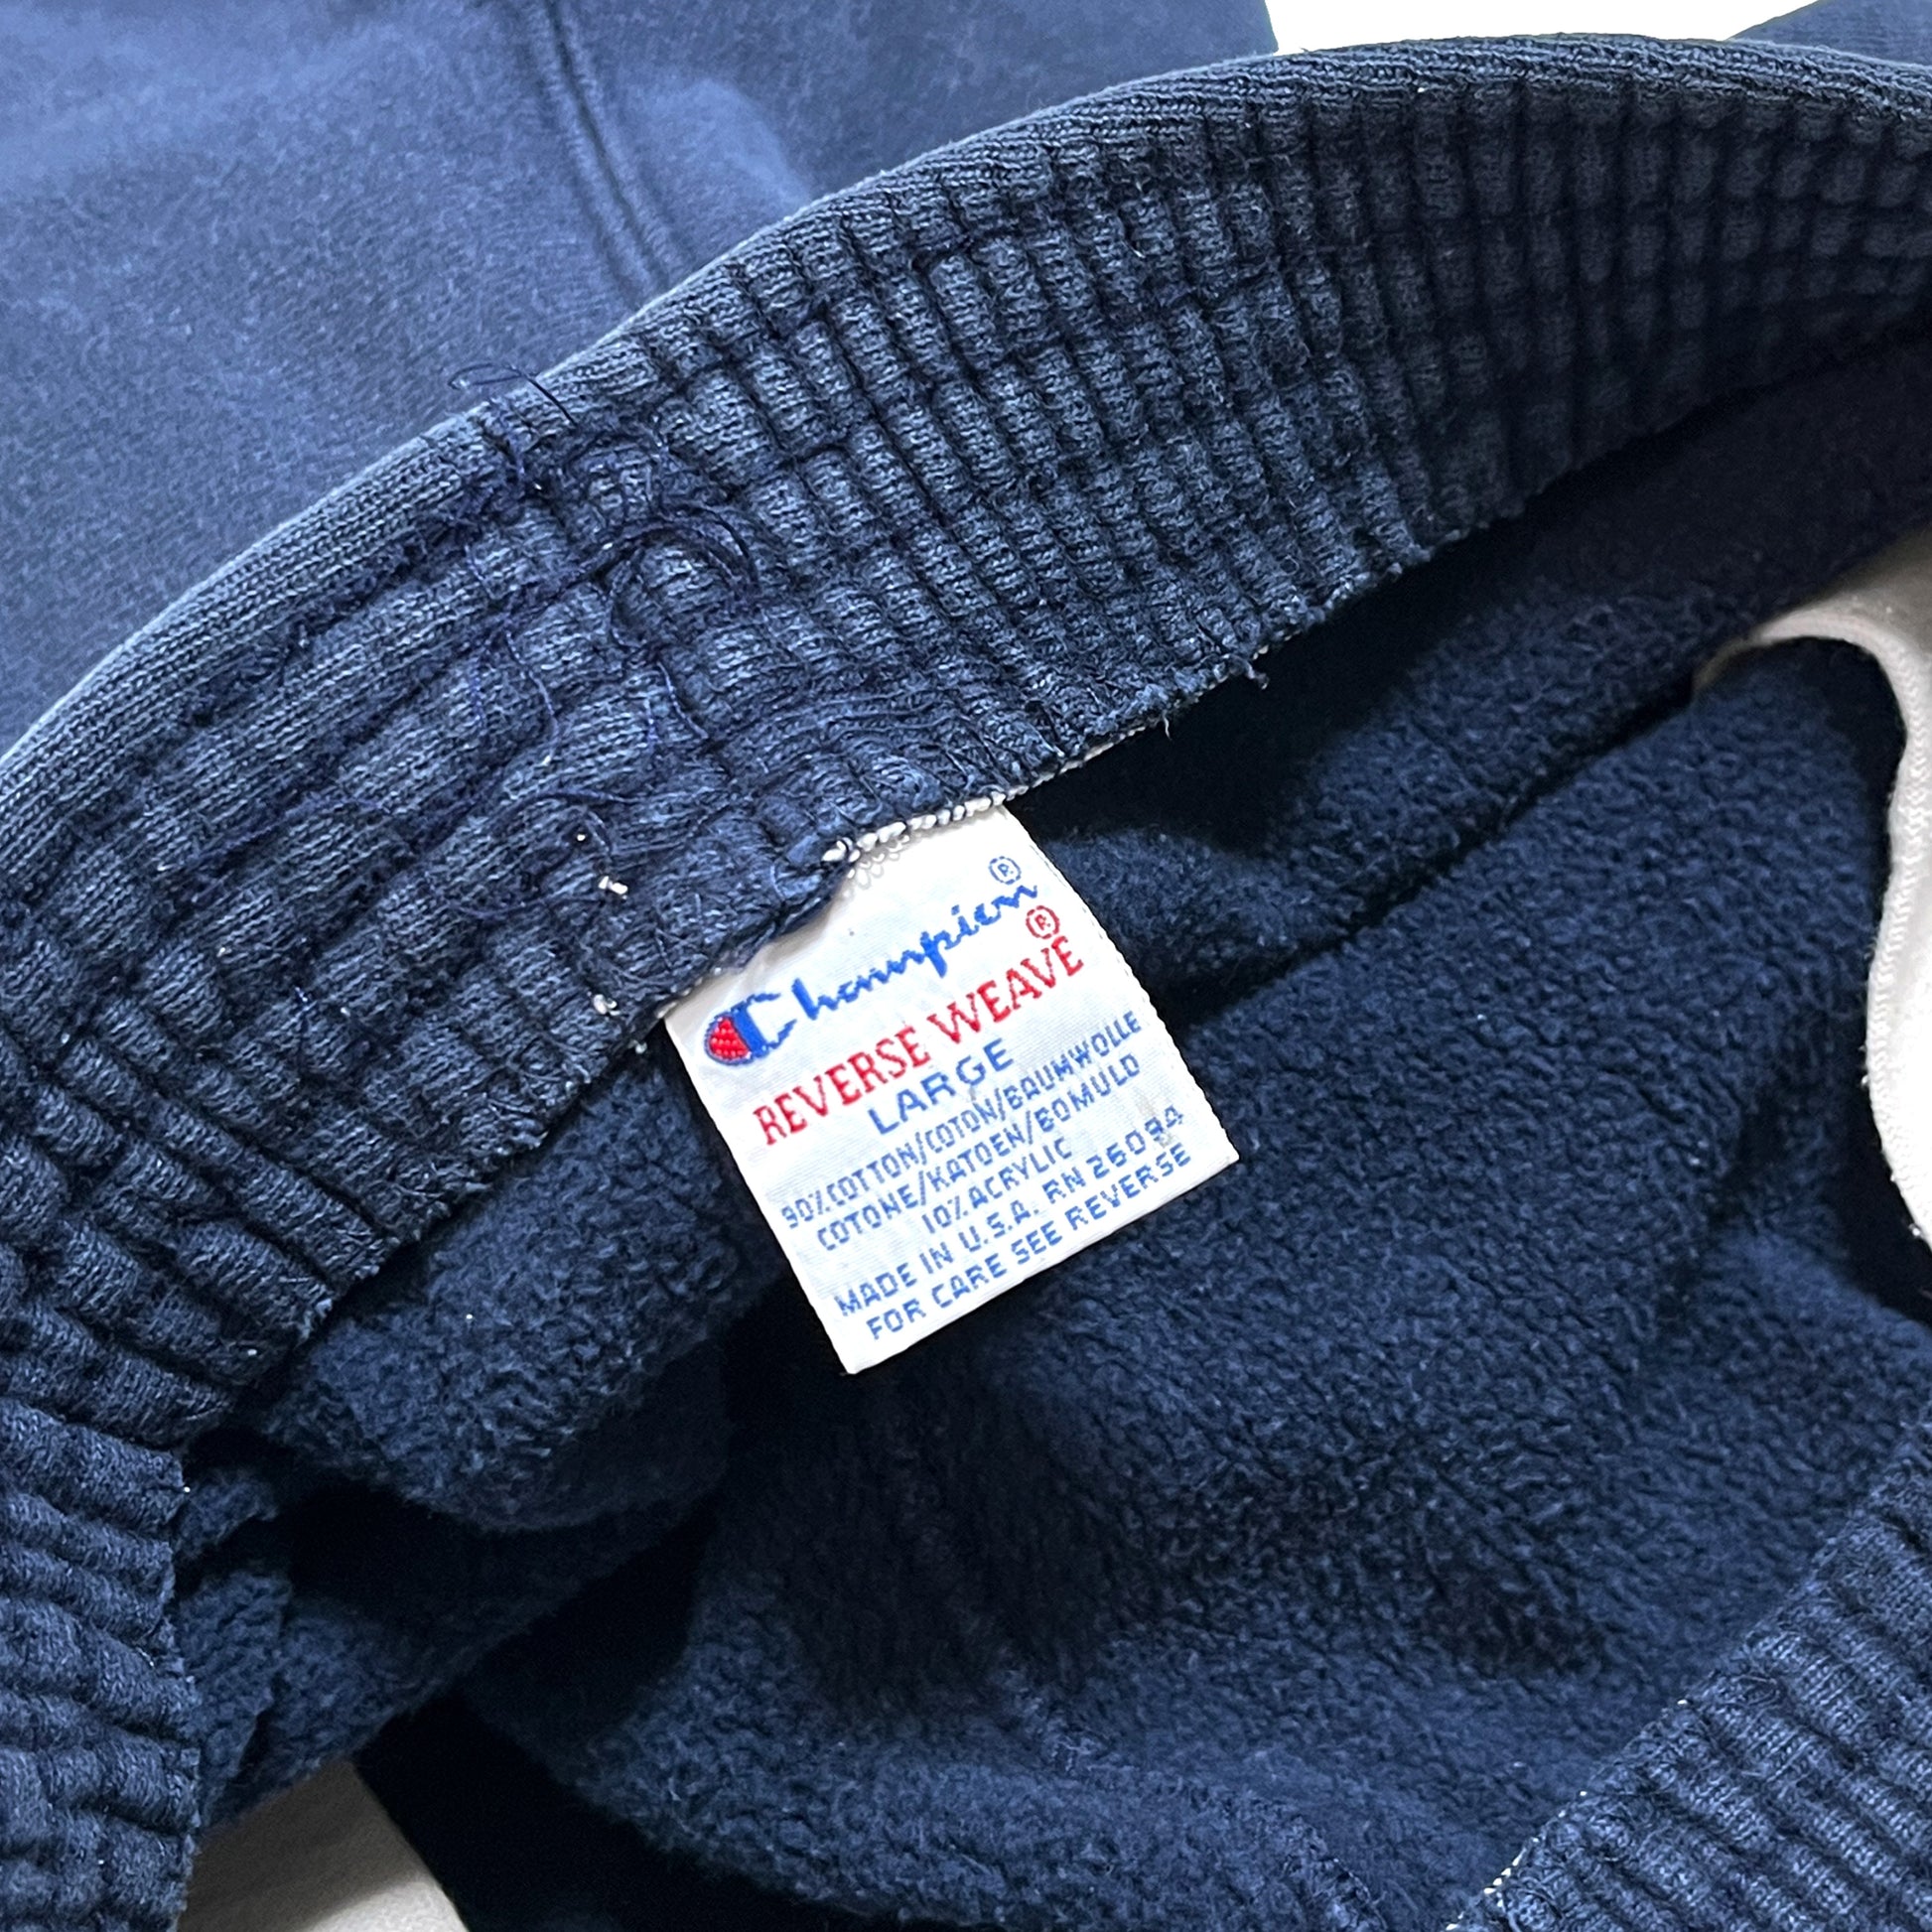 Champion®
REVERSE WEAVE®
LARGE
90% COTTON/COTON/BAUMWOLLE
COTONE/KATOEN/BOMULD
10% ACRYLIC
MADE IN U.S.A. RN 26094
FOR CARE SEE REVERSE